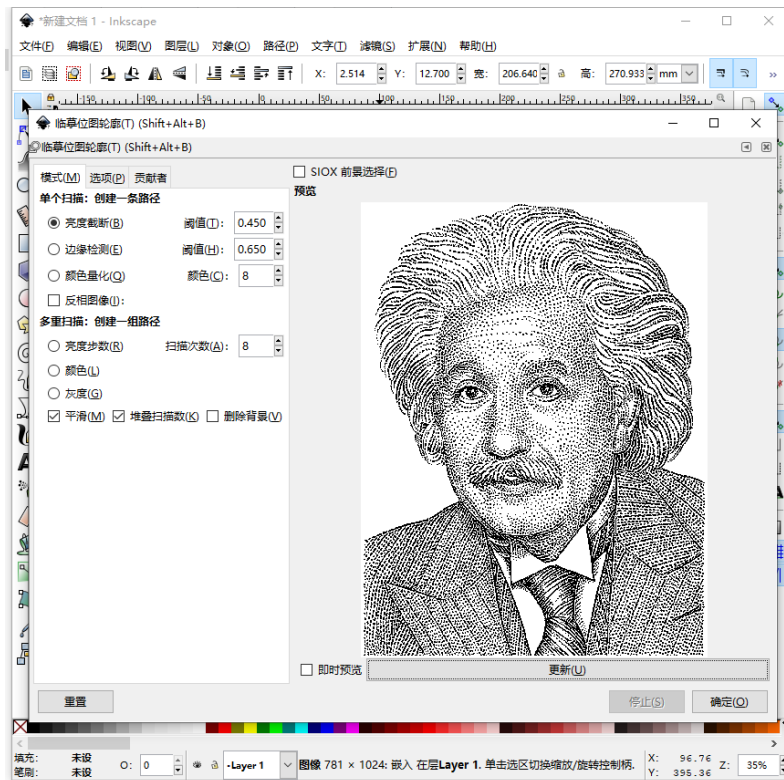 *新建文档 1 - Inkscape
文件(F) 编辑(E) 视图(V) 图层(L) 对象(O) 路径(P) 文字(T) 滤镜(S) 扩展(N) 帮助(H)
X: 2.514 Y: 12.700 宽: 206.640 高: 270.933 mm
临摹位图轮廓(T) (Shift+Alt+B)
临摹位图轮廓(T) (Shift+Alt+B)
模式(M) 选项(P) 贡献者
SIOX 前景选择(F)
预览
单个扫描: 创建一条路径
亮度截断(B) 阈值(T): 0.450
边缘检测(E) 阈值(H): 0.650
颜色量化(Q) 颜色(C): 8
反相图像(I):
多重扫描: 创建一组路径
亮度步数(R) 扫描次数(A): 8
颜色(L)
灰度(G)
平滑(M) 堆叠扫描数(K) 删除背景(V)
即时预览 更新(U)
重置 停止(S) 确定(O)
填充: 未设
笔刷: 未设
O: 0
-Layer 1
图像 781 × 1024: 嵌入 在层Layer 1. 单击选区切换缩放/旋转控制柄.
X: 96.76
Y: 395.36
Z: 35%